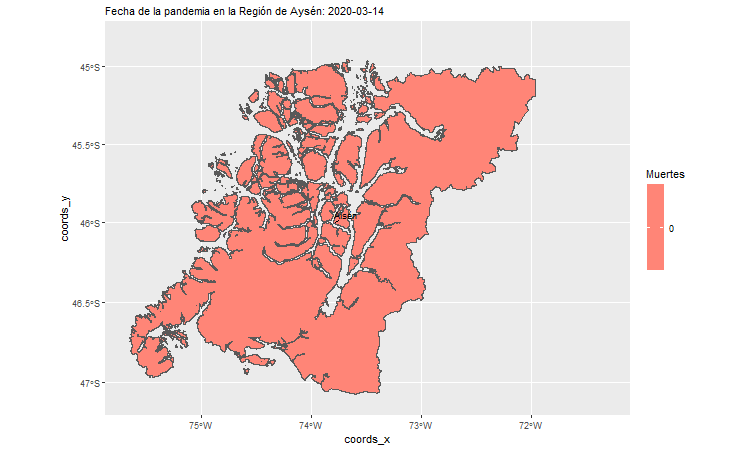 Fecha de la pandemia en la Región de Aysén: 2020-03-14
45°S
45.5°S
46°S
46.5°S
47°S
coords_y
Aisén
75°W
74°W
73°W
72°W
coords_x
Muertes
0